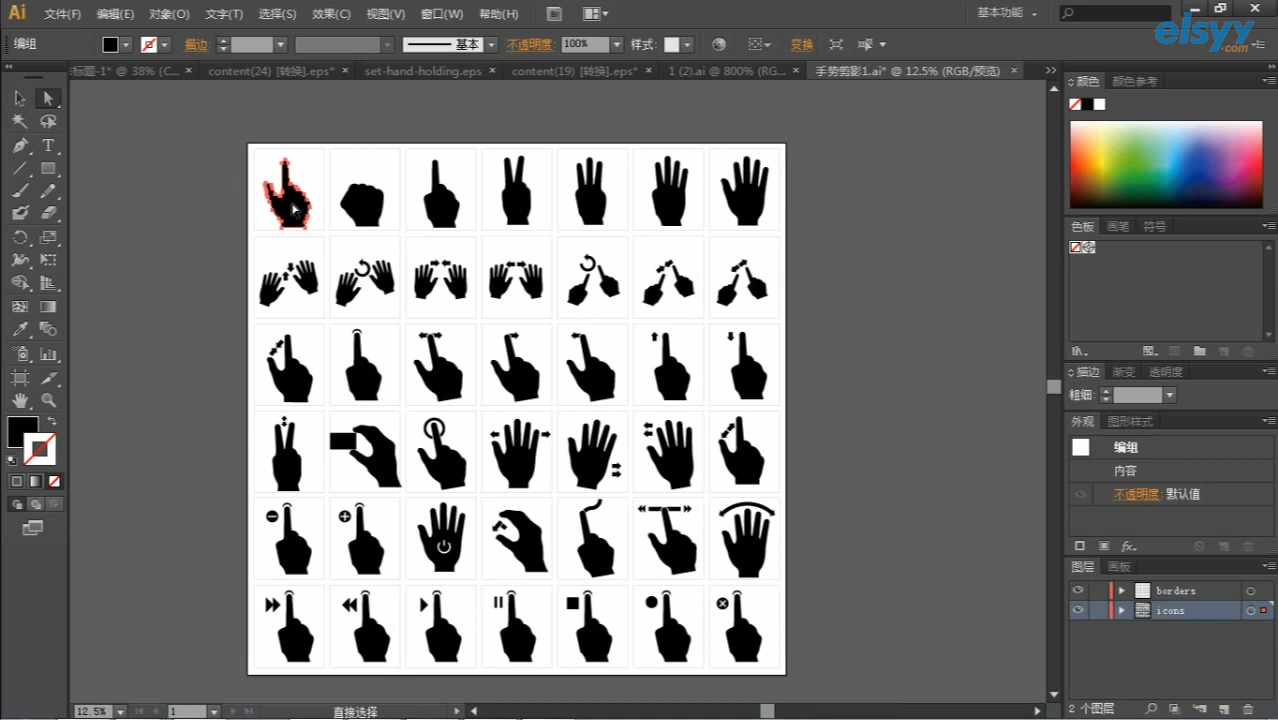 Ai 文件(F) 编辑(E) 对象(O) 文字(T) 选择(S) 效果(C) 视图(V) 窗口(W) 帮助(H) Br 基本功能
elsyy.com
编组 描边: 基本 不透明度: 100% 样式: 变换
标题-1* @ 38% (C... × content(24) [转换].eps* × set-hand-holding.eps × content(19) [转换].eps* × 1 (2).ai @ 800% (RG... × 手势剪影1.ai* @ 12.5% (RGB/预览) ×
颜色 颜色参考
色板 画笔 符号
描边 渐变 透明度
粗细:
外观 图形样式
编组
内容
不透明度: 默认值
fx
图层 画板
borders
icons
2 个图层
12.5% 1 直接选择